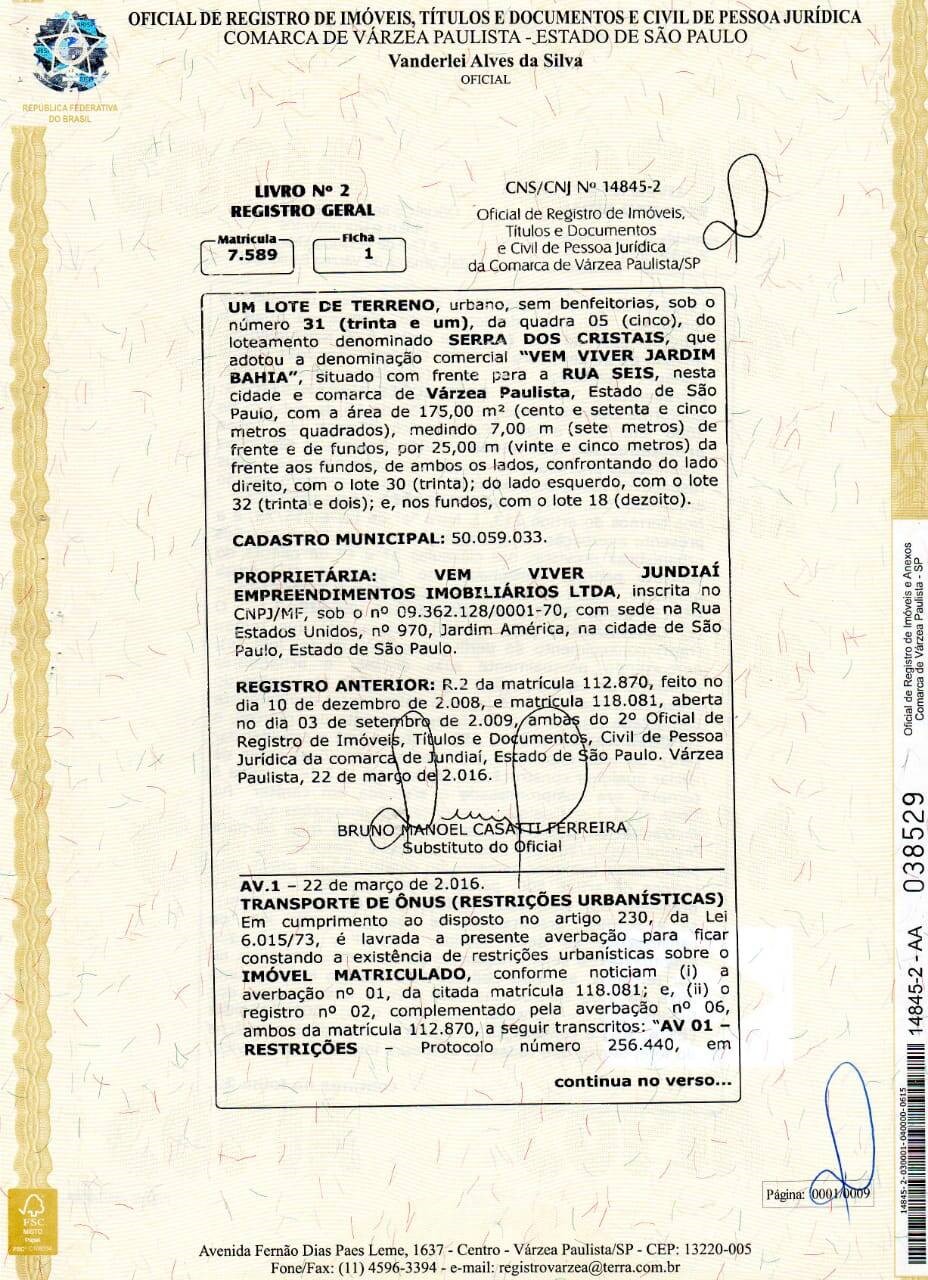 OFICIAL DE REGISTRO DE IMÓVEIS, TÍTULOS E DOCUMENTOS E CIVIL DE PESSOA JURÍDICA
COMARCA DE VÁRZEA PAULISTA - ESTADO DE SÃO PAULO
Vanderlei Alves da Silva
OFICIAL
REPÚBLICA FEDERATIVA
DO BRASIL
LIVRO Nº 2
REGISTRO GERAL
Matrícula
7.589
Ficha
1
CNS/CNJ Nº 14845-2
Oficial de Registro de Imóveis,
Títulos e Documentos
e Civil de Pessoa Jurídica
da Comarca de Várzea Paulista/SP
UM LOTE DE TERRENO, urbano, sem benfeitorias, sob o
número 31 (trinta e um), da quadra 05 (cinco), do
loteamento denominado SERRA DOS CRISTAIS, que
adotou a denominação comercial "VEM VIVER JARDIM
BAHIA", situado com frente para a RUA SEIS, nesta
cidade e comarca de Várzea Paulista, Estado de São
Paulo, com a área de 175,00 m² (cento e setenta e cinco
metros quadrados), medindo 7,00 m (sete metros) de
frente e de fundos, por 25,00 m (vinte e cinco metros) da
frente aos fundos, de ambos os lados, confrontando do lado
direito, com o lote 30 (trinta); do lado esquerdo, com o lote
32 (trinta e dois); e, nos fundos, com o lote 18 (dezoito).
CADASTRO MUNICIPAL: 50.059.033.
PROPRIETÁRIA: VEM VIVER JUNDIAÍ
EMPREENDIMENTOS IMOBILIÁRIOS LTDA, inscrita no
CNPJ/MF, sob o nº 09.362.128/0001-70, com sede na Rua
Estados Unidos, nº 970, Jardim América, na cidade de São
Paulo, Estado de São Paulo.
REGISTRO ANTERIOR: R.2 da matrícula 112.870, feito no
dia 10 de dezembro de 2.008, e matrícula 118.081, aberta
no dia 03 de setembro de 2.009, ambas do 2º Oficial de
Registro de Imóveis, Títulos e Documentos, Civil de Pessoa
Jurídica da comarca de Jundiaí, Estado de São Paulo. Várzea
Paulista, 22 de março de 2.016.
BRUNO MANOEL CASATTI FERREIRA
Substituto do Oficial
AV.1 – 22 de março de 2.016.
TRANSPORTE DE ÔNUS (RESTRIÇÕES URBANÍSTICAS)
Em cumprimento ao disposto no artigo 230, da Lei
6.015/73, é lavrada a presente averbação para ficar
constando a existência de restrições urbanísticas sobre o
IMÓVEL MATRICULADO, conforme noticiam (i) a
averbação nº 01, da citada matrícula 118.081; e, (ii) o
registro nº 02, complementado pela averbação nº 06,
ambos da matrícula 112.870, a seguir transcritos: "AV 01 –
RESTRIÇÕES – Protocolo número 256.440, em
continua no verso...
Oficial de Registro de Imóveis e Anexos
Comarca de Várzea Paulista - SP
14845-2 - AA 038529
14845-2-030001-040000-0615
Página: 0001/0009
FSC
MISTO
Papel
Avenida Fernão Dias Paes Leme, 1637 - Centro - Várzea Paulista/SP - CEP: 13220-005
Fone/Fax: (11) 4596-3394 - e-mail: registrovarzea@terra.com.br